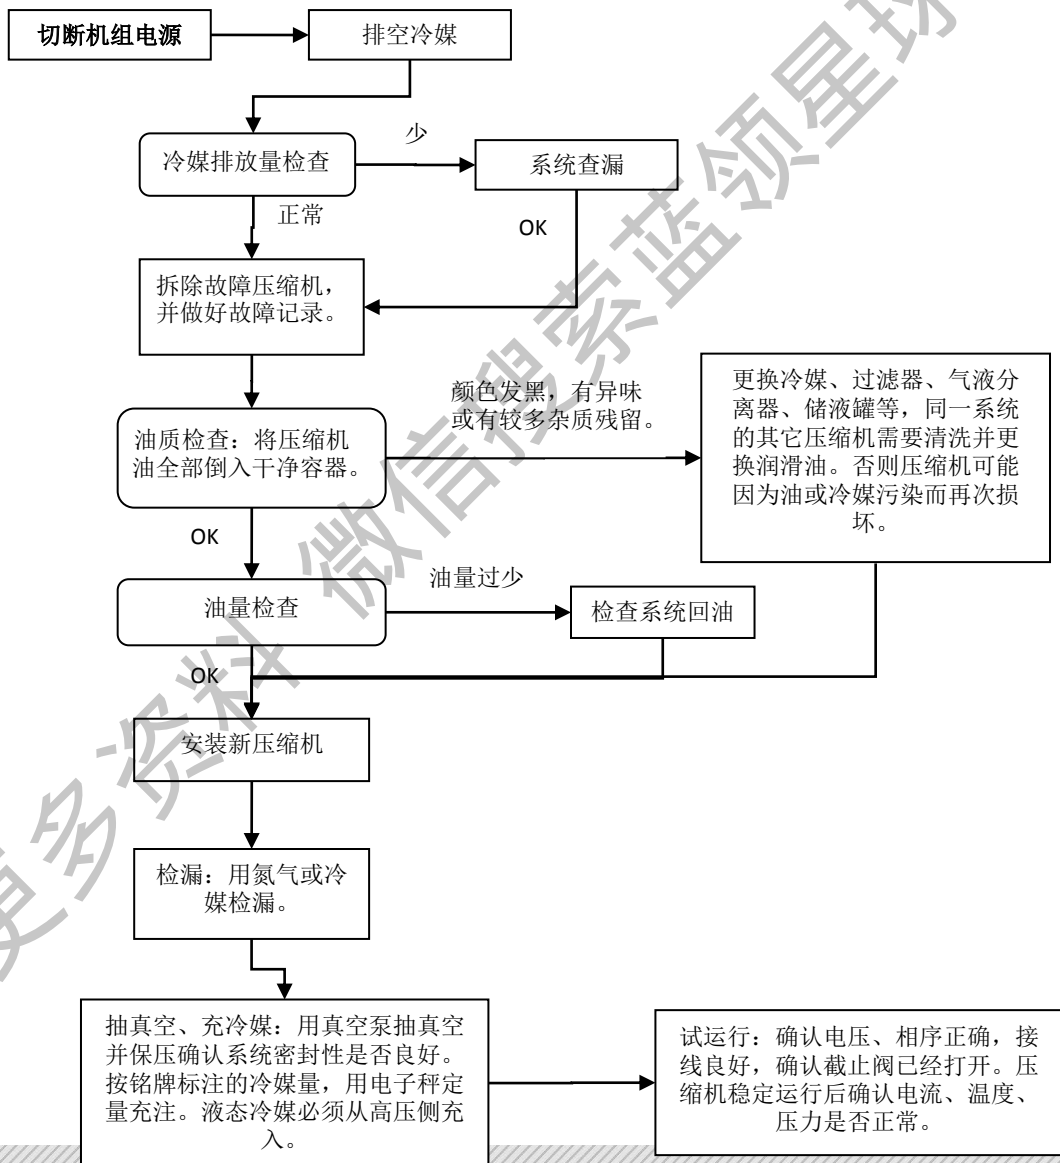 切断机组电源
排空冷媒
冷媒排放量检查
少
系统查漏
正常
OK
拆除故障压缩机，
并做好故障记录。
油质检查：将压缩机
油全部倒入干净容器。
颜色发黑，有异味
或有较多杂质残留。
更换冷媒、过滤器、气液分
离器、储液罐等，同一系统
的其它压缩机需要清洗并更
换润滑油。否则压缩机可能
因为油或冷媒污染而再次损
坏。
OK
油量检查
油量过少
检查系统回油
OK
安装新压缩机
检漏：用氮气或冷
媒检漏。
抽真空、充冷媒：用真空泵抽真空
并保压确认系统密封性是否良好。
按铭牌标注的冷媒量，用电子秤定
量充注。液态冷媒必须从高压侧充
入。
试运行：确认电压、相序正确，接
线良好，确认截止阀已经打开。压
缩机稳定运行后确认电流、温度、
压力是否正常。
更多资料 微信搜索蓝领星球